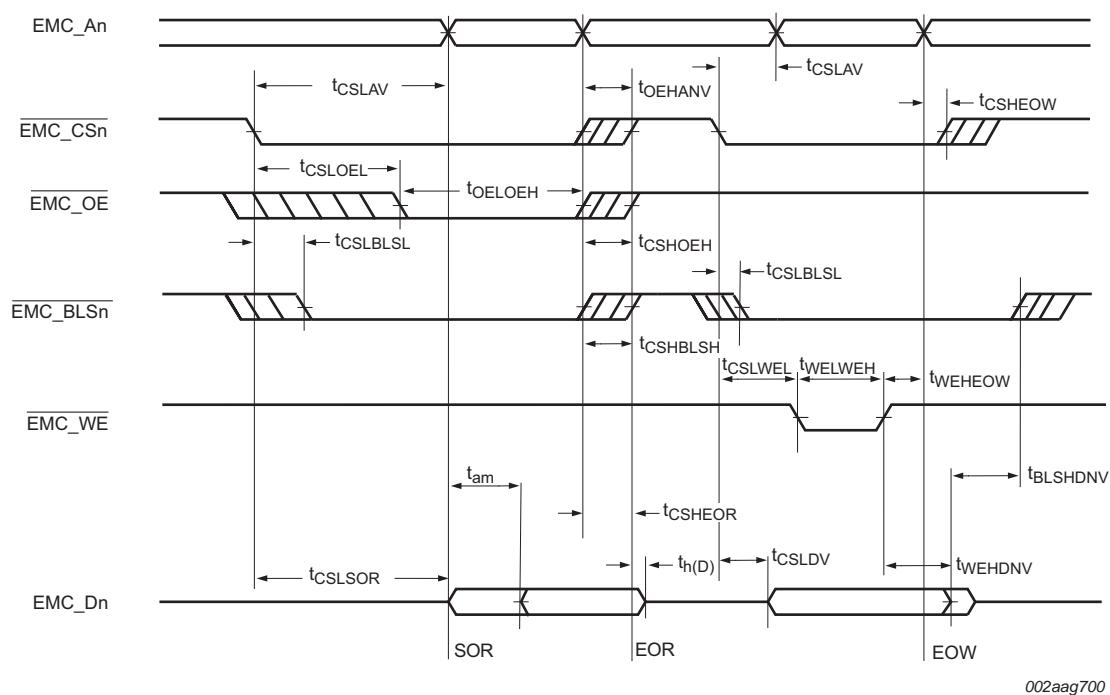 EMC_An
tCSLAV
tOEHANV
tCSLAV
tCSHEOW
EMC_CSn
tCSLOEL
tOELOEH
EMC_OE
tCSLBLSL
tCSHOEH
tCSLBLSL
EMC_BLSn
tCSHBLSH
tCSLWEL
tWELWEH
tWEHEOW
EMC_WE
tam
tBLSHDNV
tCSHEOR
tCSLSOR
th(D)
tCSLDV
tWEHDNV
EMC_Dn
SOR
EOR
EOW
002aag700